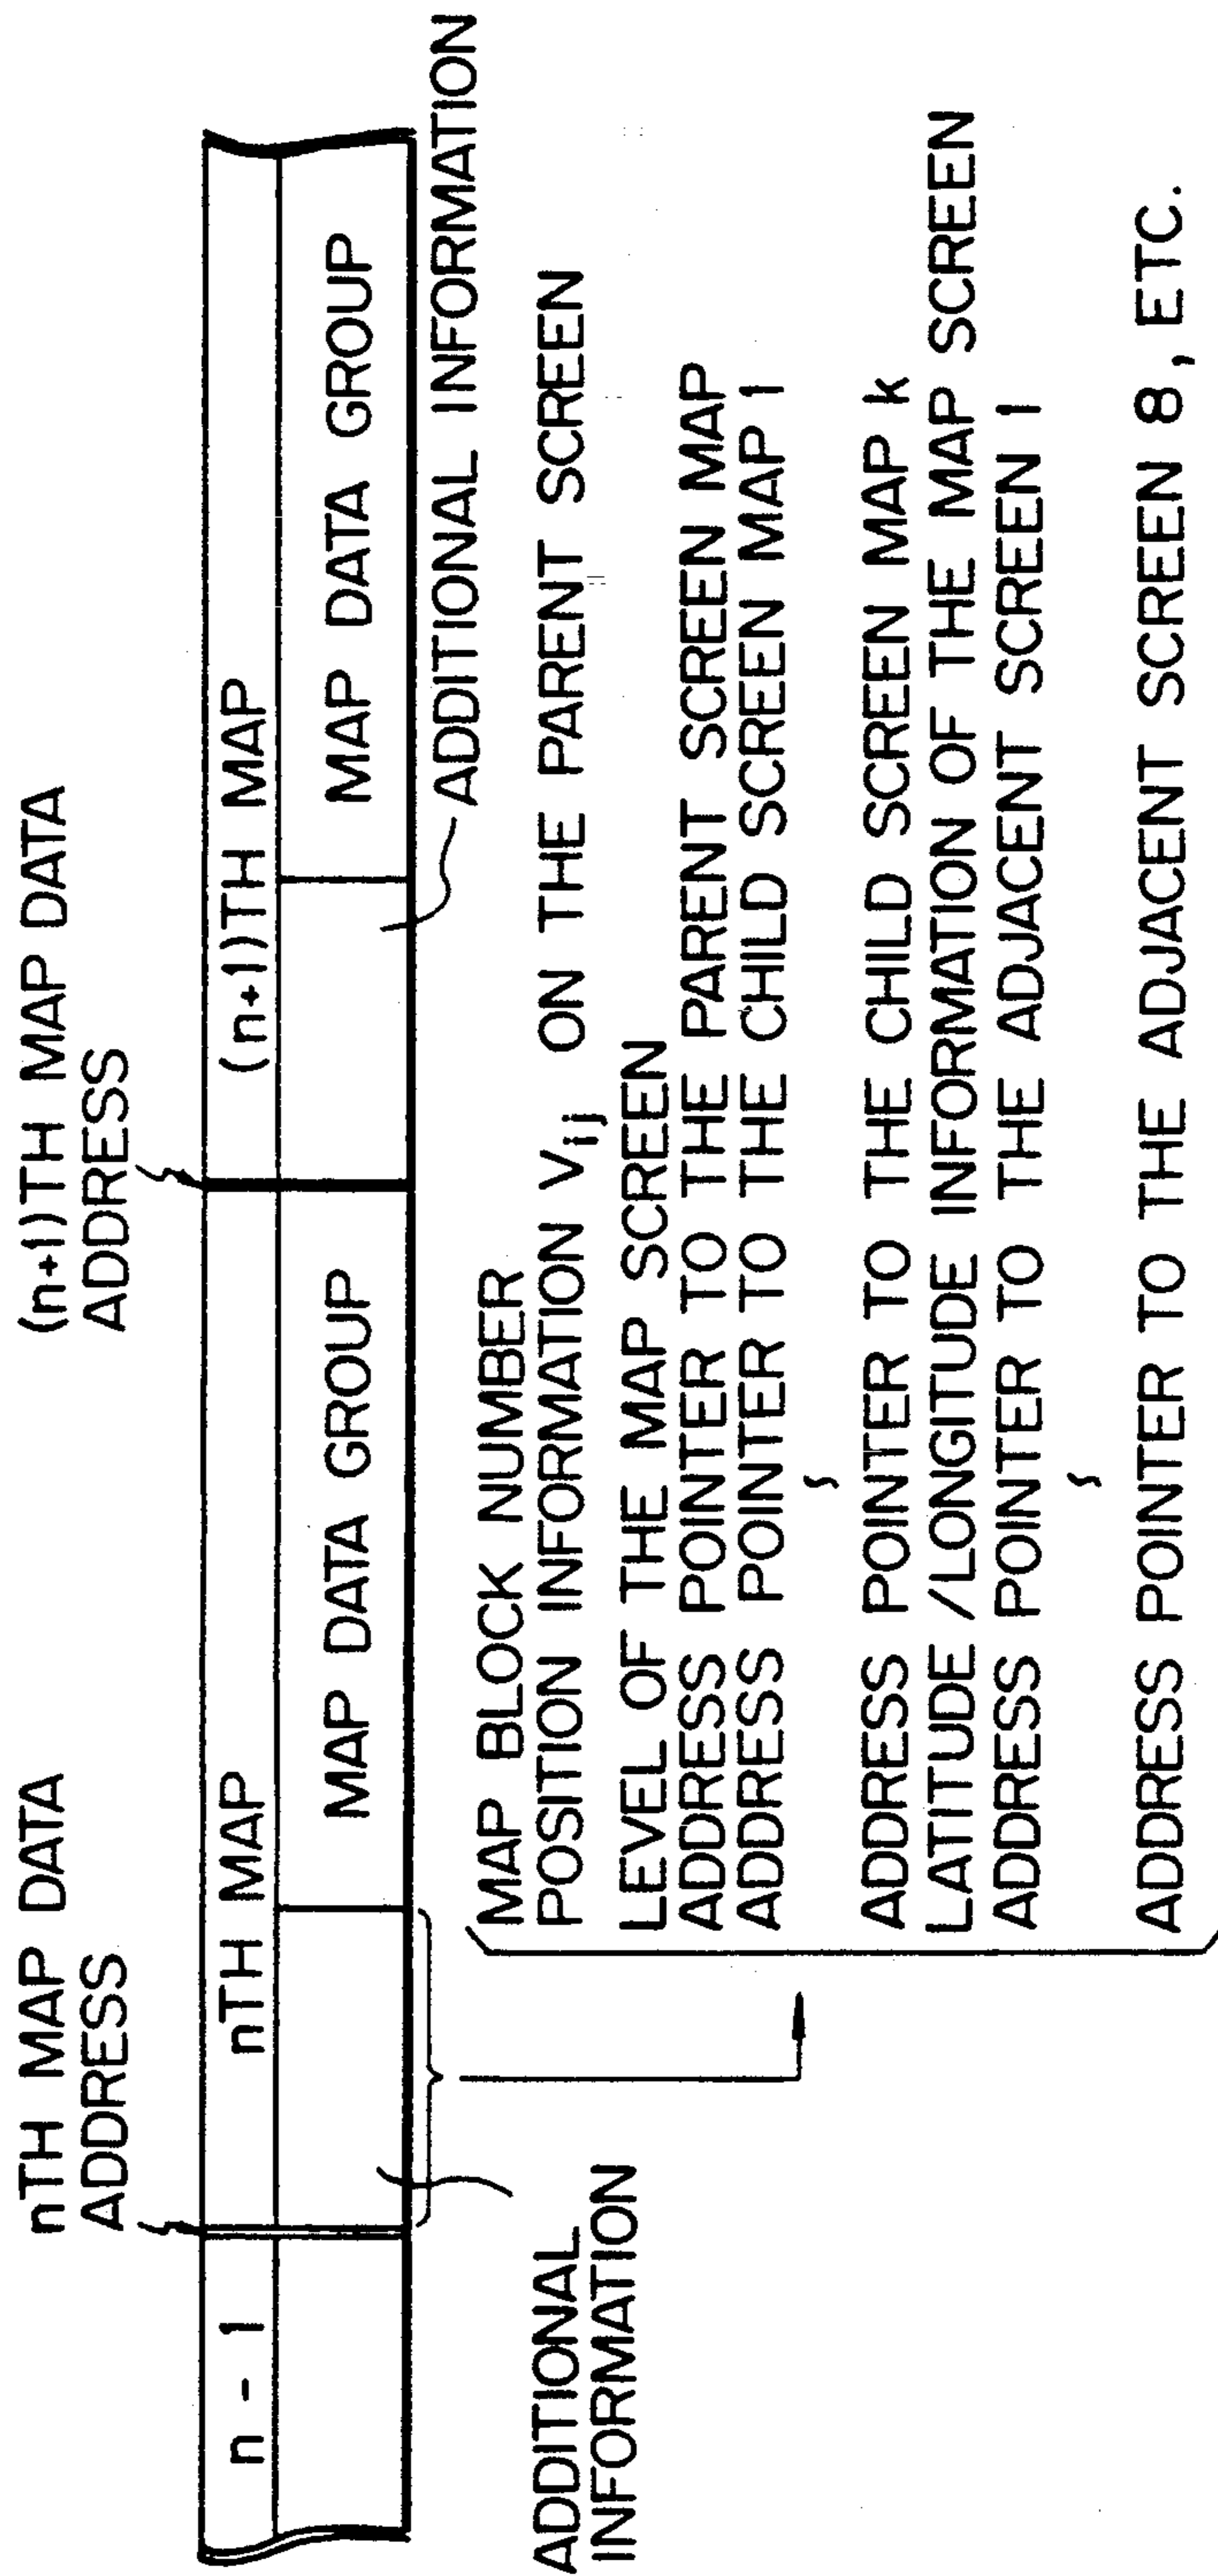 nTH MAP DATA
ADDRESS
(n+1)TH MAP DATA
ADDRESS
n - 1
nTH MAP
(n+1)TH MAP
MAP DATA GROUP
MAP DATA GROUP
ADDITIONAL INFORMATION
ADDITIONAL
INFORMATION
MAP BLOCK NUMBER
POSITION INFORMATION Vij ON THE PARENT SCREEN
LEVEL OF THE MAP SCREEN
ADDRESS POINTER TO THE PARENT SCREEN MAP
ADDRESS POINTER TO THE CHILD SCREEN MAP 1
~
ADDRESS POINTER TO THE CHILD SCREEN MAP k
LATITUDE /LONGITUDE INFORMATION OF THE MAP SCREEN
ADDRESS POINTER TO THE ADJACENT SCREEN 1
~
ADDRESS POINTER TO THE ADJACENT SCREEN 8, ETC.